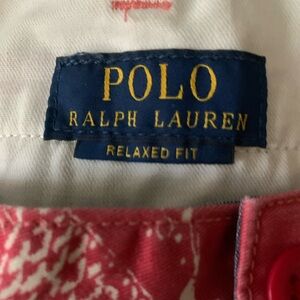 POLO
RALPH LAUREN
RELAXED FIT